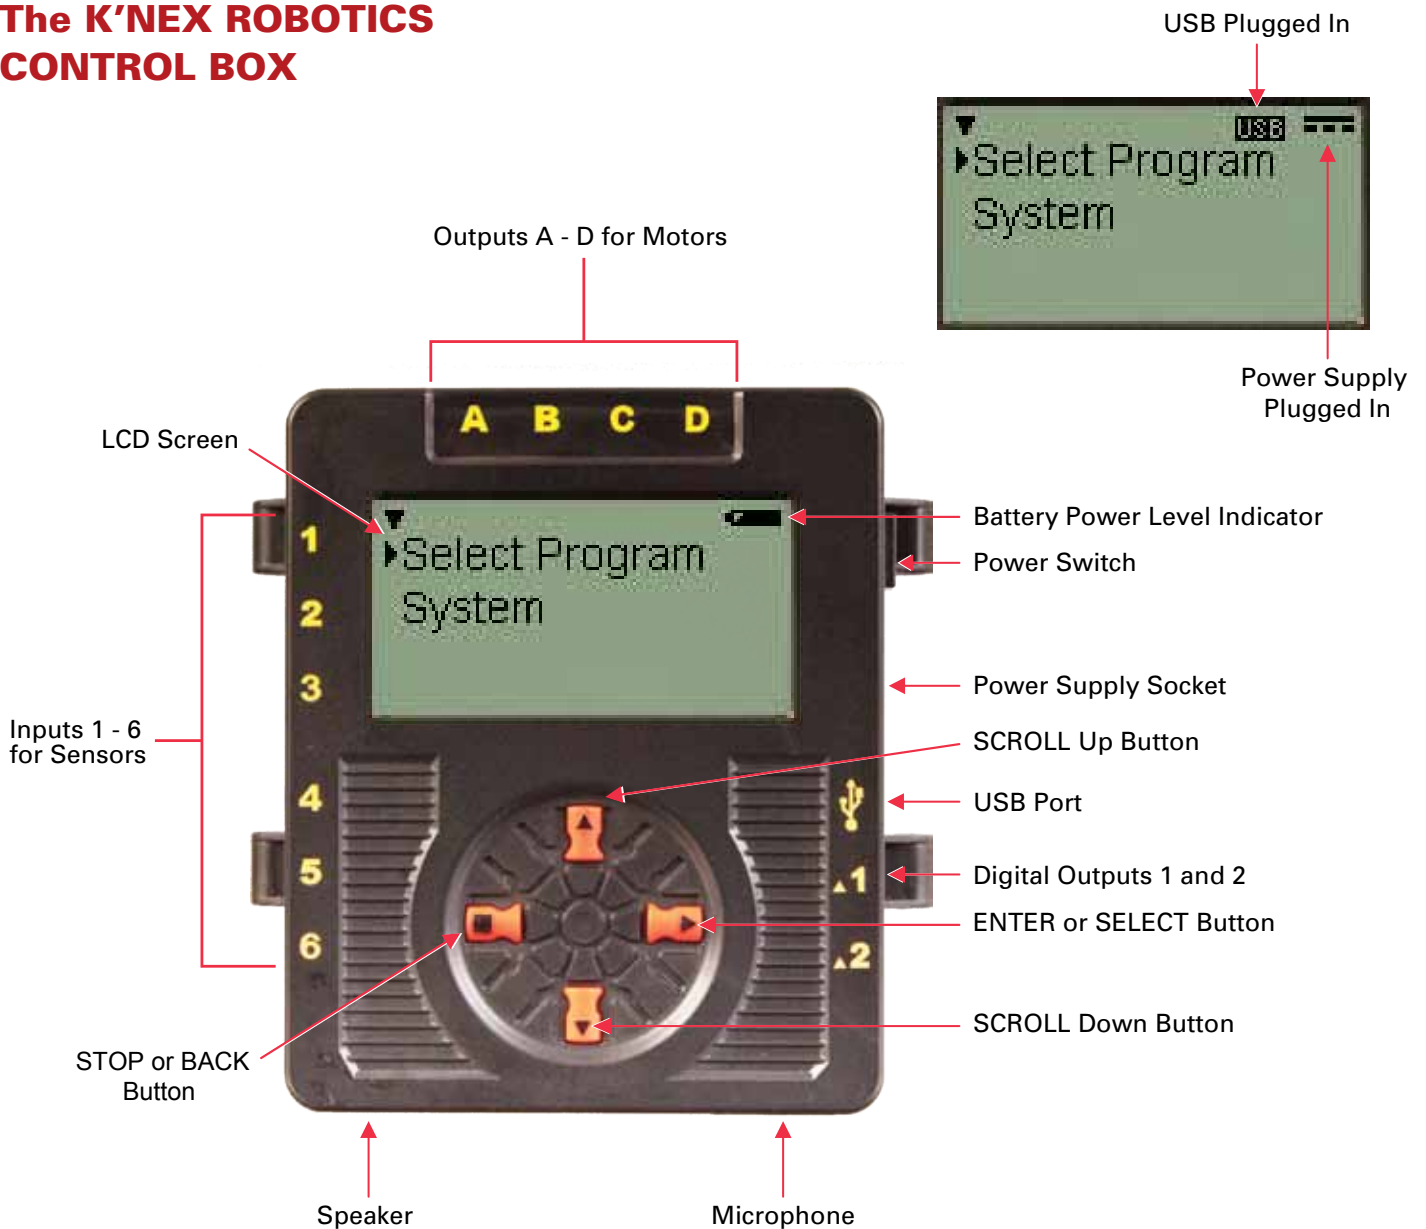 The K'NEX ROBOTICS
CONTROL BOX
USB Plugged In
USB
Select Program
System
Power Supply
Plugged In
Outputs A - D for Motors
A B C D
LCD Screen
Select Program
System
Battery Power Level Indicator
Power Switch
Power Supply Socket
SCROLL Up Button
USB Port
Digital Outputs 1 and 2
ENTER or SELECT Button
SCROLL Down Button
Inputs 1 - 6
for Sensors
1
2
3
4
5
6
1
2
STOP or BACK
Button
Speaker
Microphone